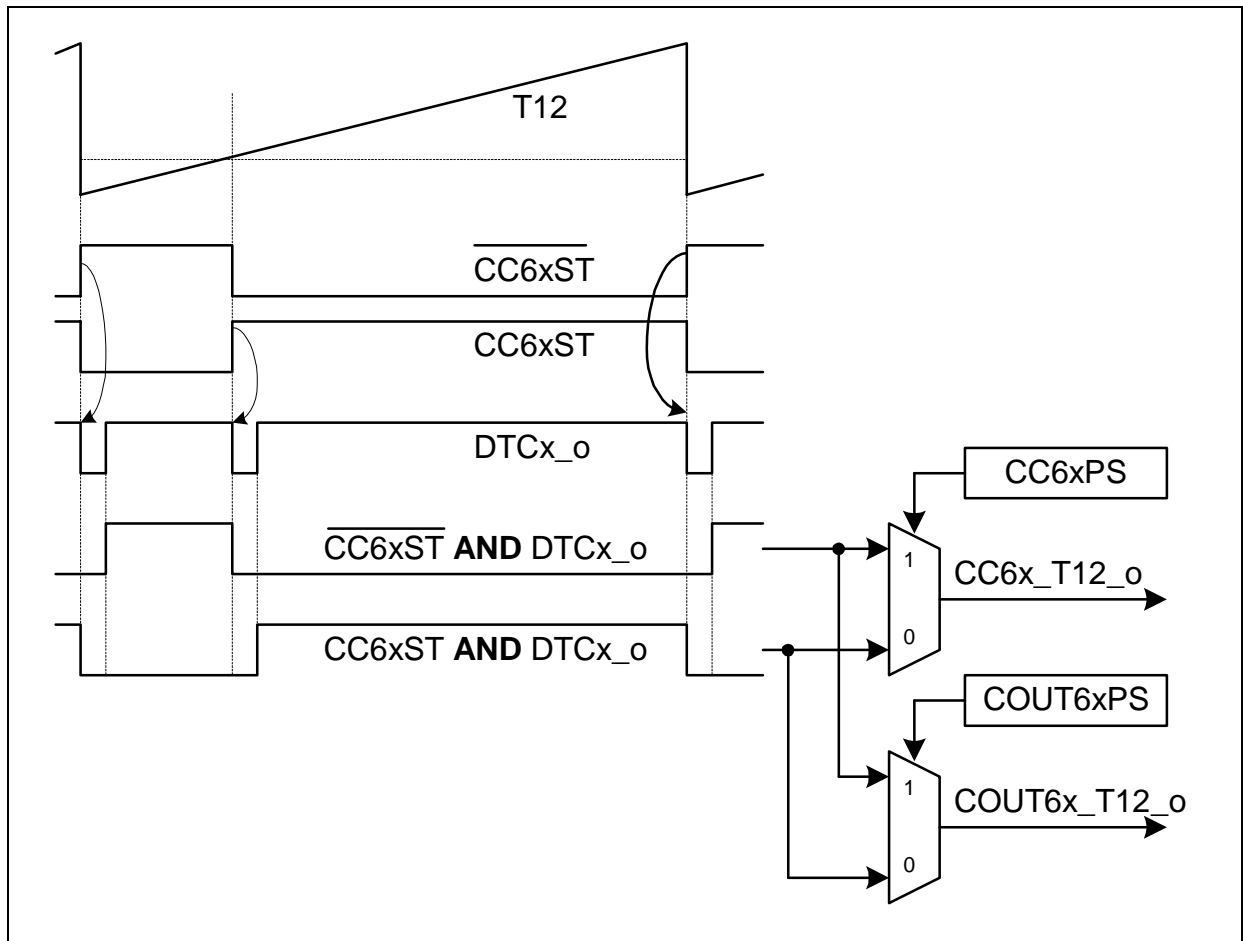 T12
CC6xST
CC6xST
DTCx_o
CC6xST AND DTCx_o
CC6xST AND DTCx_o
CC6xPS
1
0
CC6x_T12_o
COUT6xPS
1
0
COUT6x_T12_o